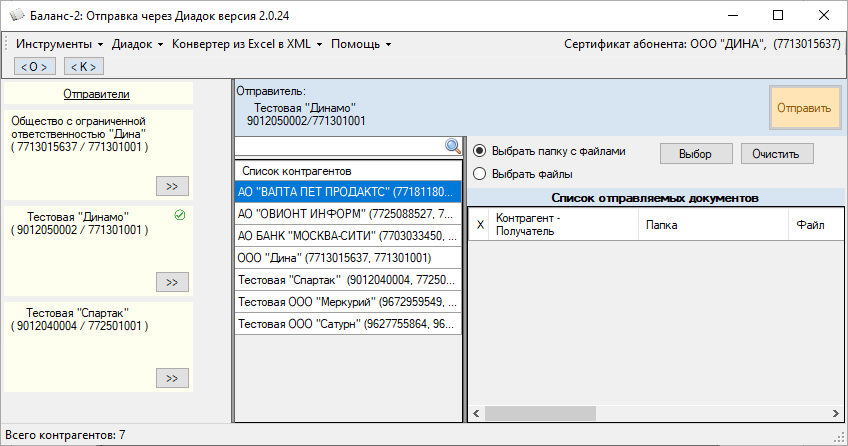 Баланс-2: Отправка через Диадок версия 2.0.24
Инструменты Диадок Конвертер из Excel в XML Помощь Сертификат абонента: ООО "ДИНА", (7713015637)
< O > < K >
Отправители
Общество с ограниченной
ответственностью "Дина"
( 7713015637 / 771301001 )
>>
Тестовая "Динамо"
( 9012050002 / 771301001 )
>>
Тестовая "Спартак"
( 9012040004 / 772501001 )
>>
Отправитель:
Тестовая "Динамо"
9012050002/771301001
Отправить
Список контрагентов
АО "ВАЛТА ПЕТ ПРОДАКТС" (77181180...
АО "ОВИОНТ ИНФОРМ" (7725088527, 7...
АО БАНК "МОСКВА-СИТИ" (7703033450, ...
ООО "Дина" (7713015637, 771301001)
Тестовая "Спартак" (9012040004, 77250...
Тестовая ООО "Меркурий" (9672959549, ...
Тестовая ООО "Сатурн" (9627755864, 96...
Выбрать папку с файлами
Выбрать файлы
Выбор Очистить
Список отправляемых документов
X Контрагент -
Получатель Папка Файл
Всего контрагентов: 7